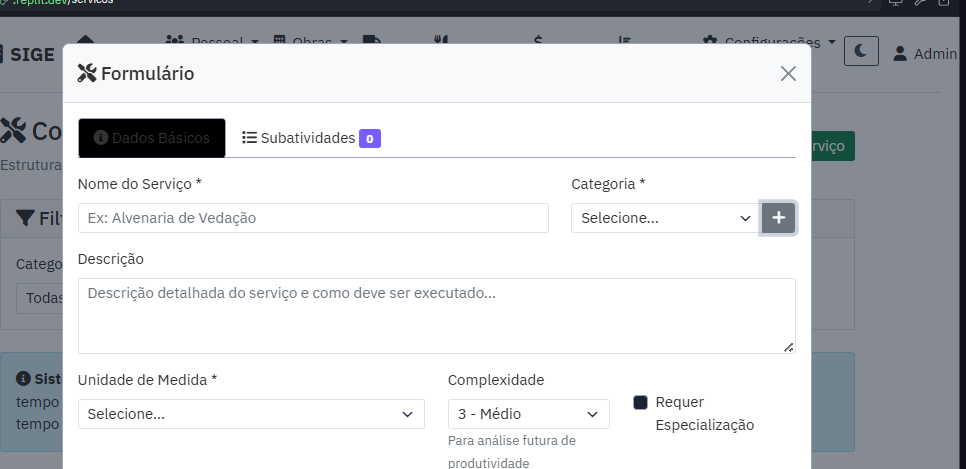 .replit.dev/servicos
SIGE
Pessoal
Obras
Configurações
Admin
Formulário
Co
Estrutura
rviço
Dados Básicos
Subatividades 0
Nome do Serviço *
Categoria *
Ex: Alvenaria de Vedação
Selecione...
+
Filt
Catego
Todas
Descrição
Descrição detalhada do serviço e como deve ser executado...
Sist
tempo
tempo
Unidade de Medida *
Complexidade
Selecione...
3 - Médio
Requer
Especialização
Para análise futura de
produtividade